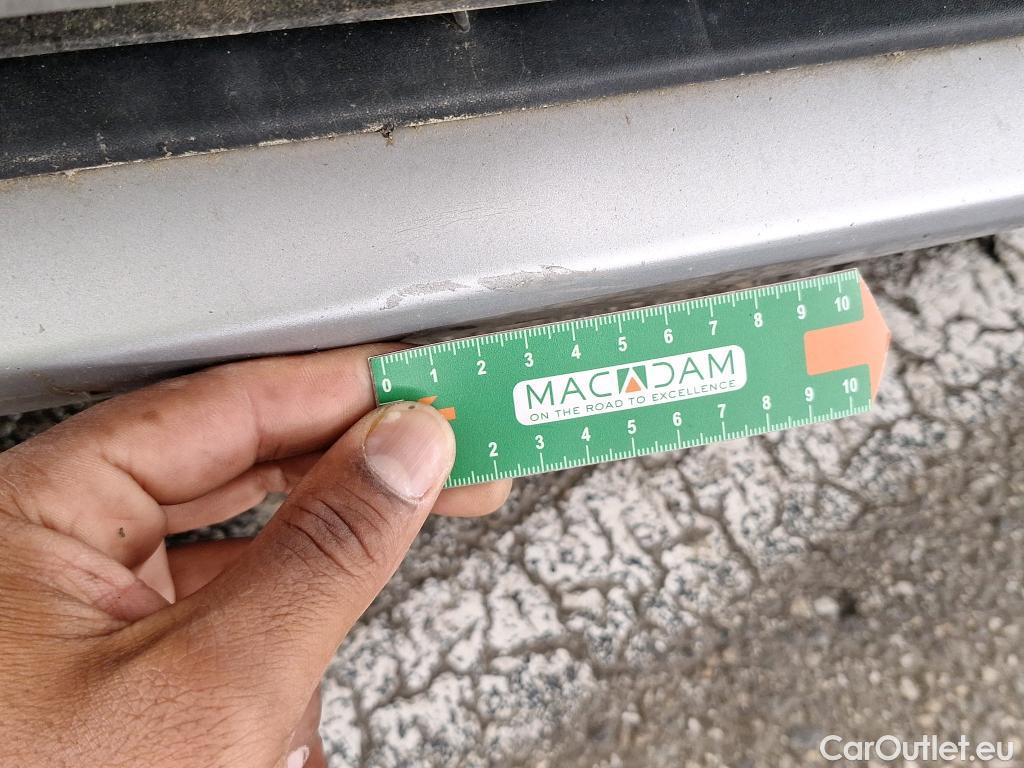 0 1 2 3 4 5 6 7 8 9 10
MACADAM
ON THE ROAD TO EXCELLENCE
2 3 4 5 6 7 8 9 10
CarOutlet.eu